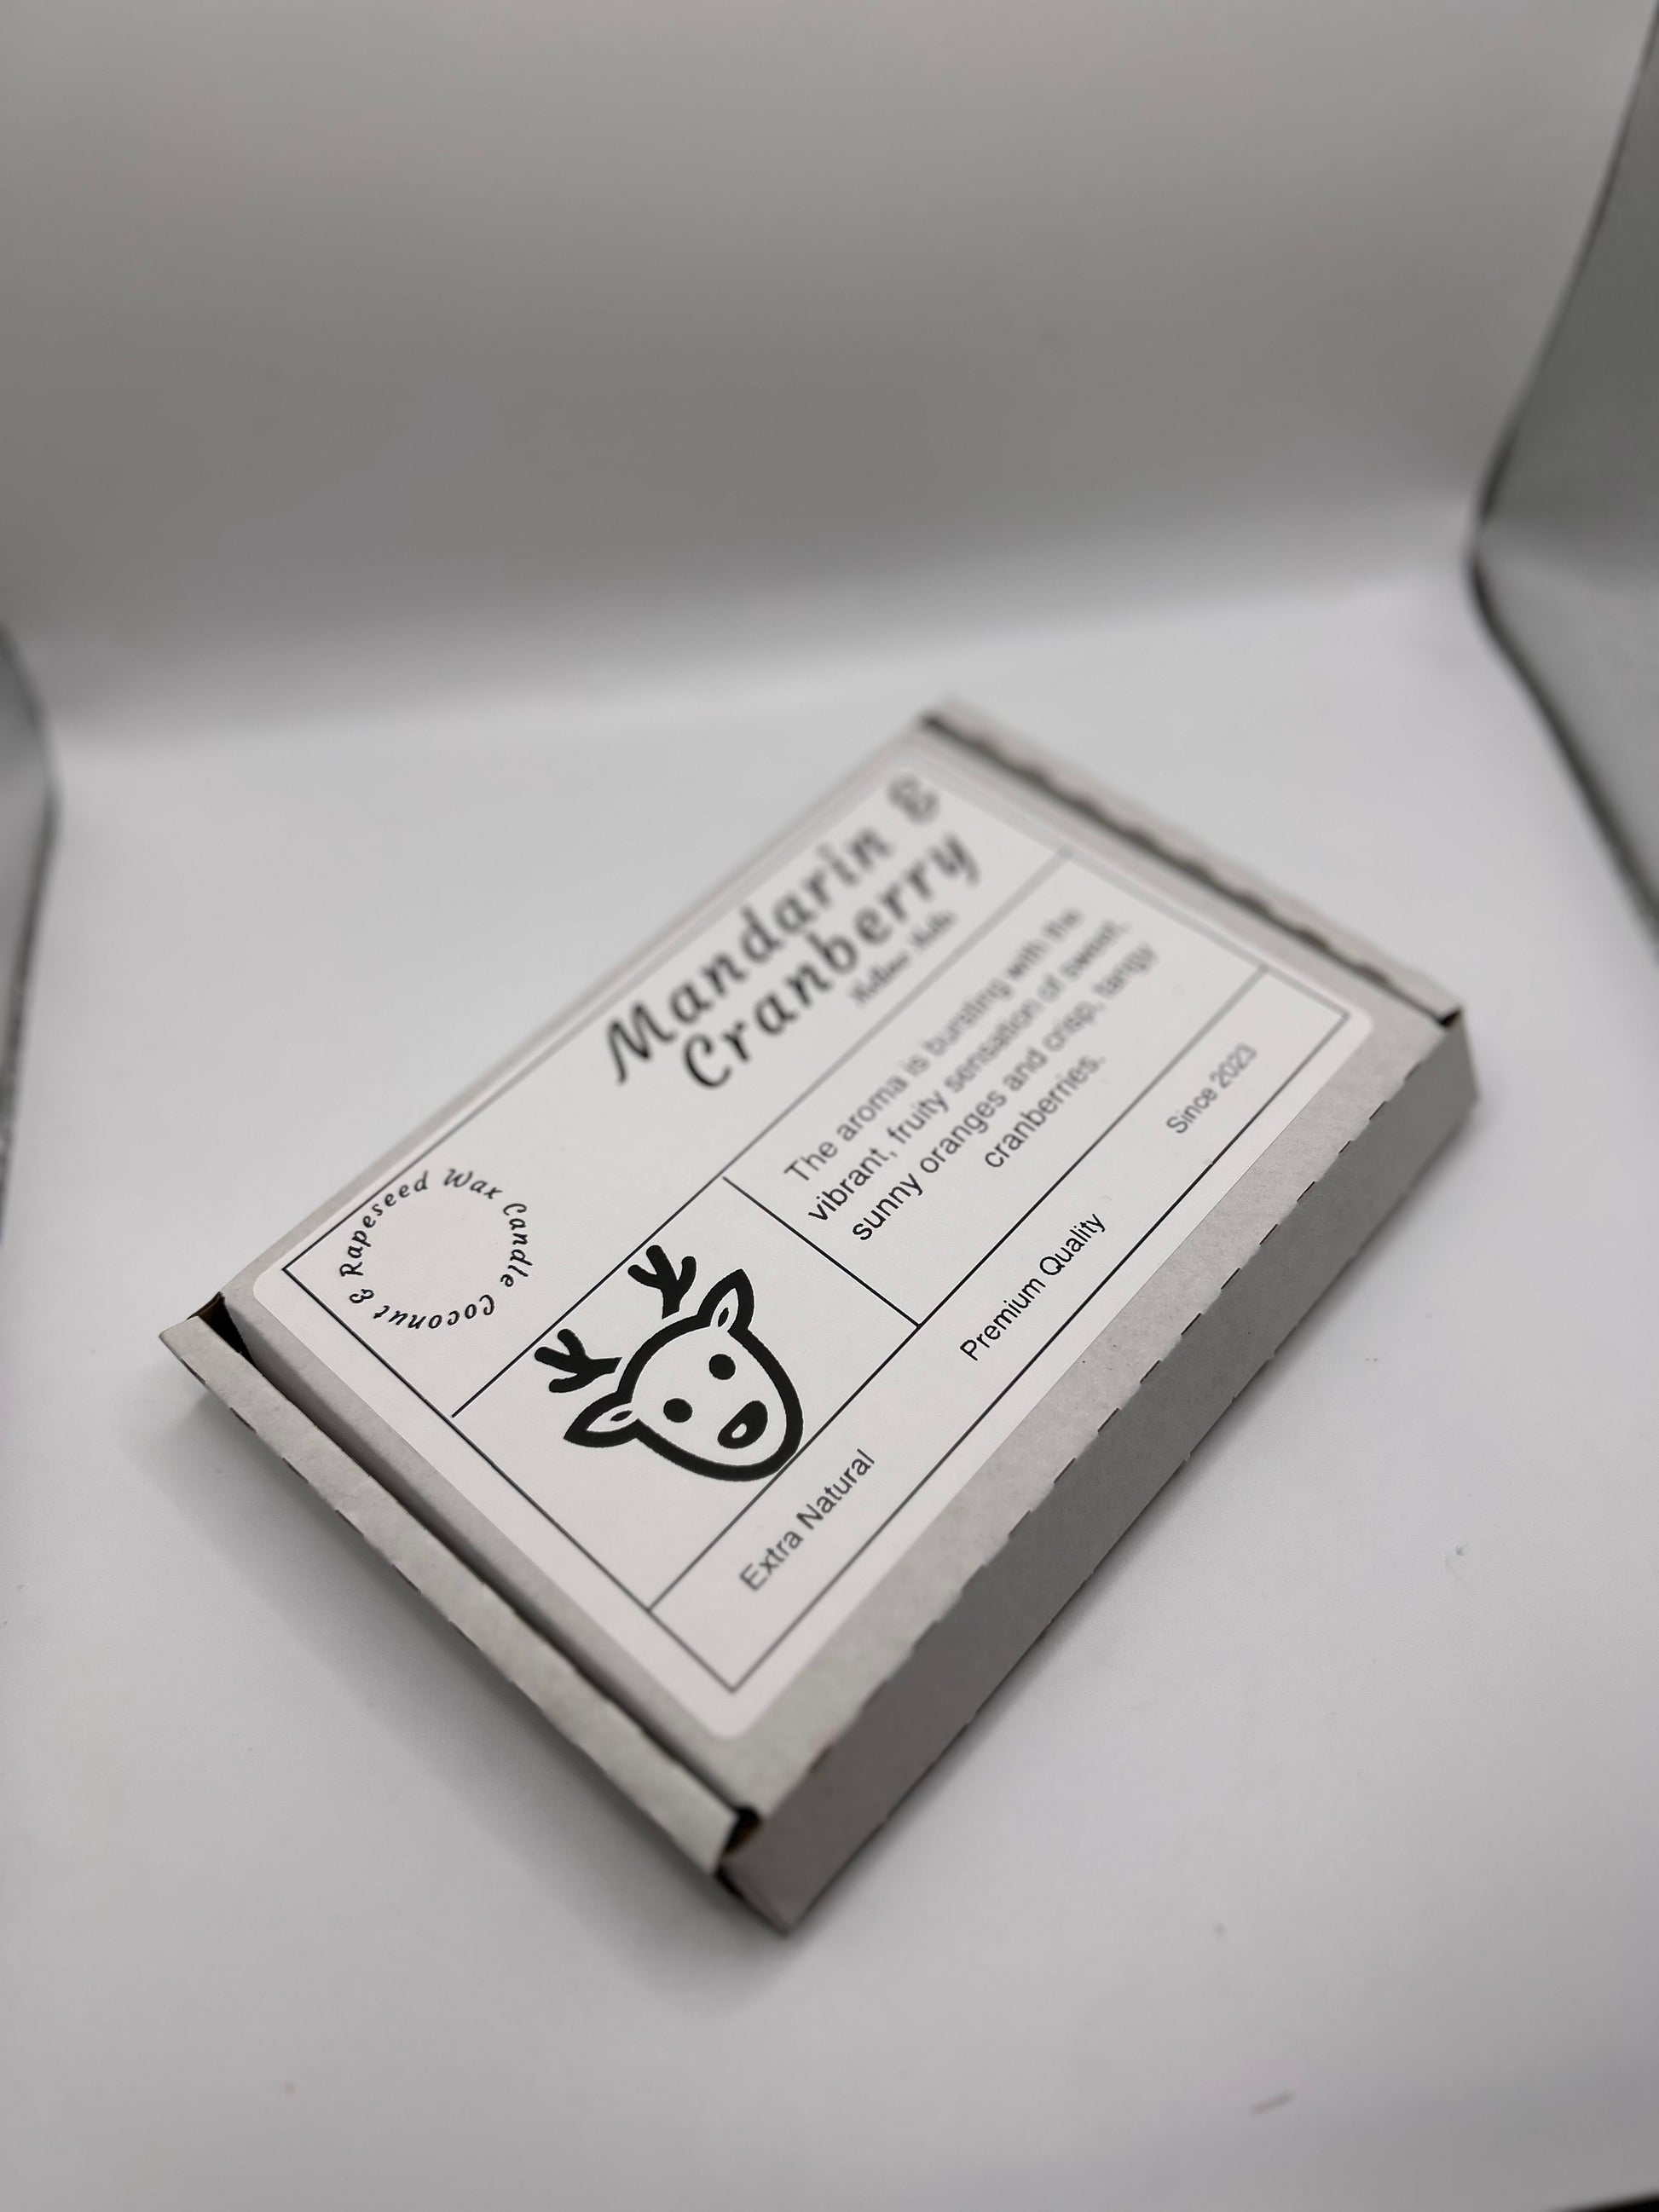 Mandarin &
Cranberry
Coconut & Rapeseed Wax Candle
The aroma is bursting with the
vibrant, fruity sensation of sweet,
sunny oranges and crisp, tangy
cranberries.
Extra Natural
Premium Quality
Since 2023